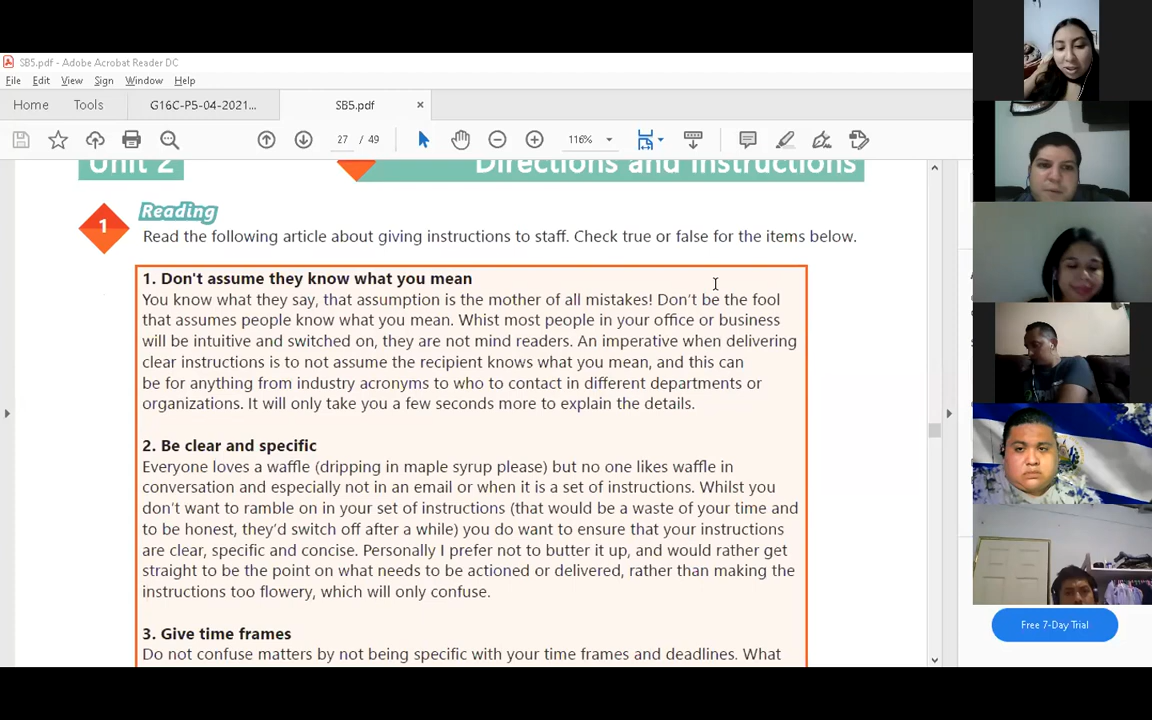 SB5.pdf - Adobe Acrobat Reader DC
File Edit View Sign Window Help
Home Tools G16C-P5-04-2021... SB5.pdf ×
27 / 49 116%
Unit 2 Directions and Instructions
Reading
1
Read the following article about giving instructions to staff. Check true or false for the items below.
1. Don't assume they know what you mean
You know what they say, that assumption is the mother of all mistakes! Don't be the fool
that assumes people know what you mean. Whist most people in your office or business
will be intuitive and switched on, they are not mind readers. An imperative when delivering
clear instructions is to not assume the recipient knows what you mean, and this can
be for anything from industry acronyms to who to contact in different departments or
organizations. It will only take you a few seconds more to explain the details.
2. Be clear and specific
Everyone loves a waffle (dripping in maple syrup please) but no one likes waffle in
conversation and especially not in an email or when it is a set of instructions. Whilst you
don't want to ramble on in your set of instructions (that would be a waste of your time and
to be honest, they'd switch off after a while) you do want to ensure that your instructions
are clear, specific and concise. Personally I prefer not to butter it up, and would rather get
straight to be the point on what needs to be actioned or delivered, rather than making the
instructions too flowery, which will only confuse.
3. Give time frames
Do not confuse matters by not being specific with your time frames and deadlines. What
Free 7-Day Trial